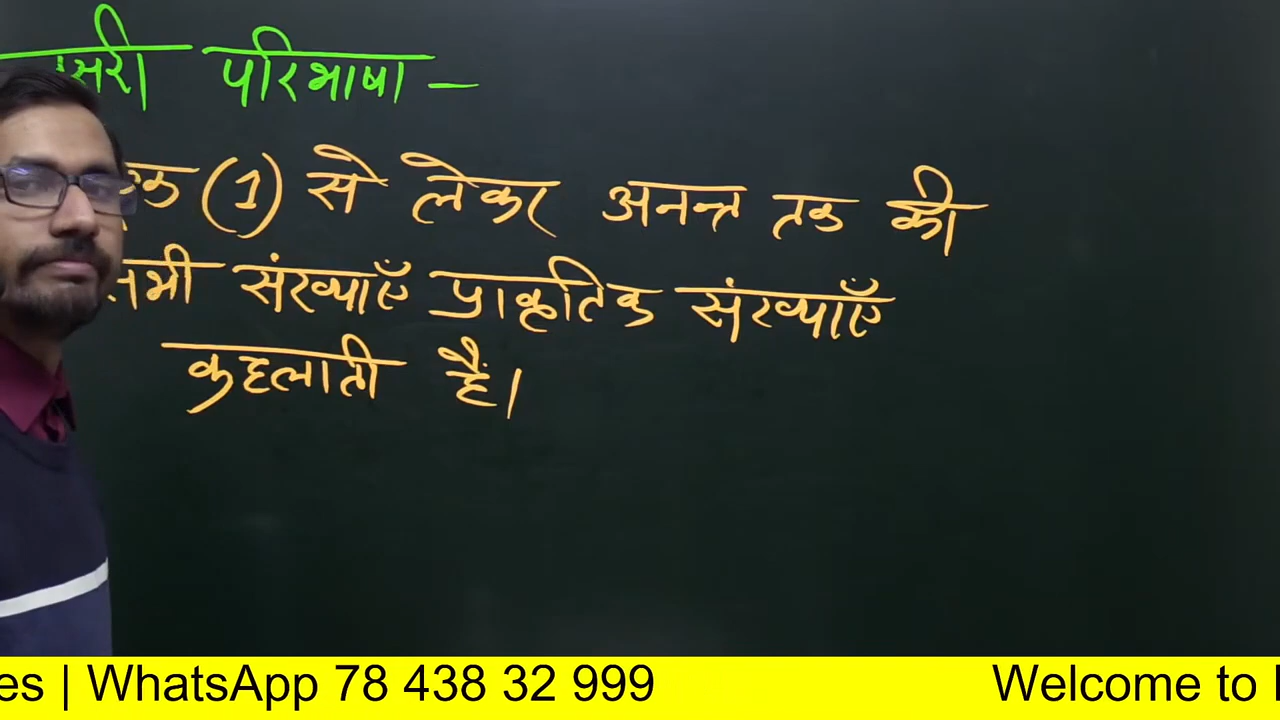 परिभाषा –
(1) से लेकर अनन्त तक की
संख्याएँ प्राकृतिक संख्याएँ
कहलाती हैं।
es | WhatsApp 78 438 32 999 Welcome to